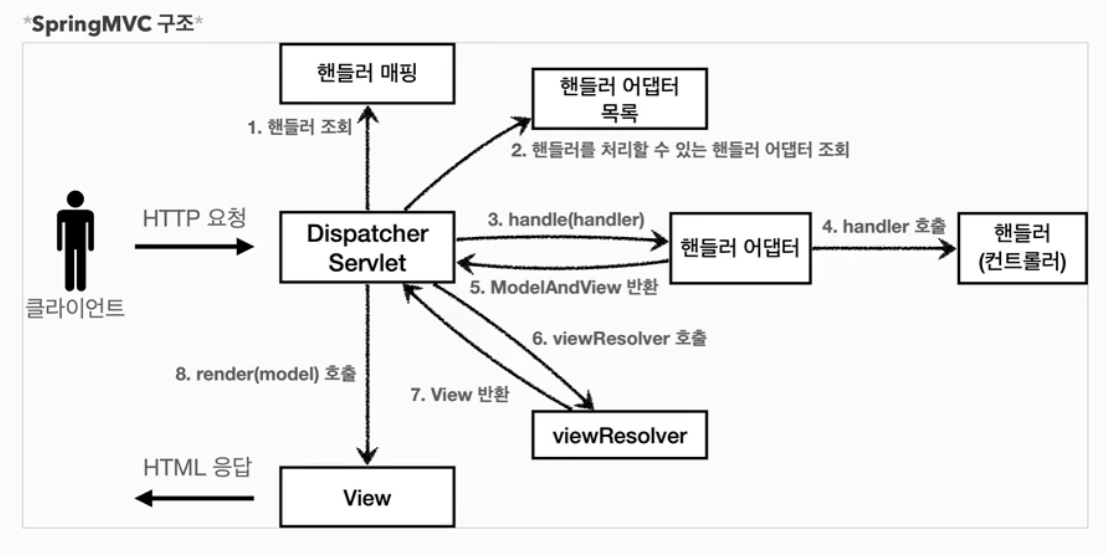 *SpringMVC 구조*
핸들러 매핑
핸들러 어댑터
목록
1. 핸들러 조회
2. 핸들러를 처리할 수 있는 핸들러 어댑터 조회
HTTP 요청
Dispatcher
Servlet
3. handle(handler)
핸들러 어댑터
4. handler 호출
핸들러
(컨트롤러)
5. ModelAndView 반환
클라이언트
6. viewResolver 호출
8. render(model) 호출
7. View 반환
viewResolver
HTML 응답
View